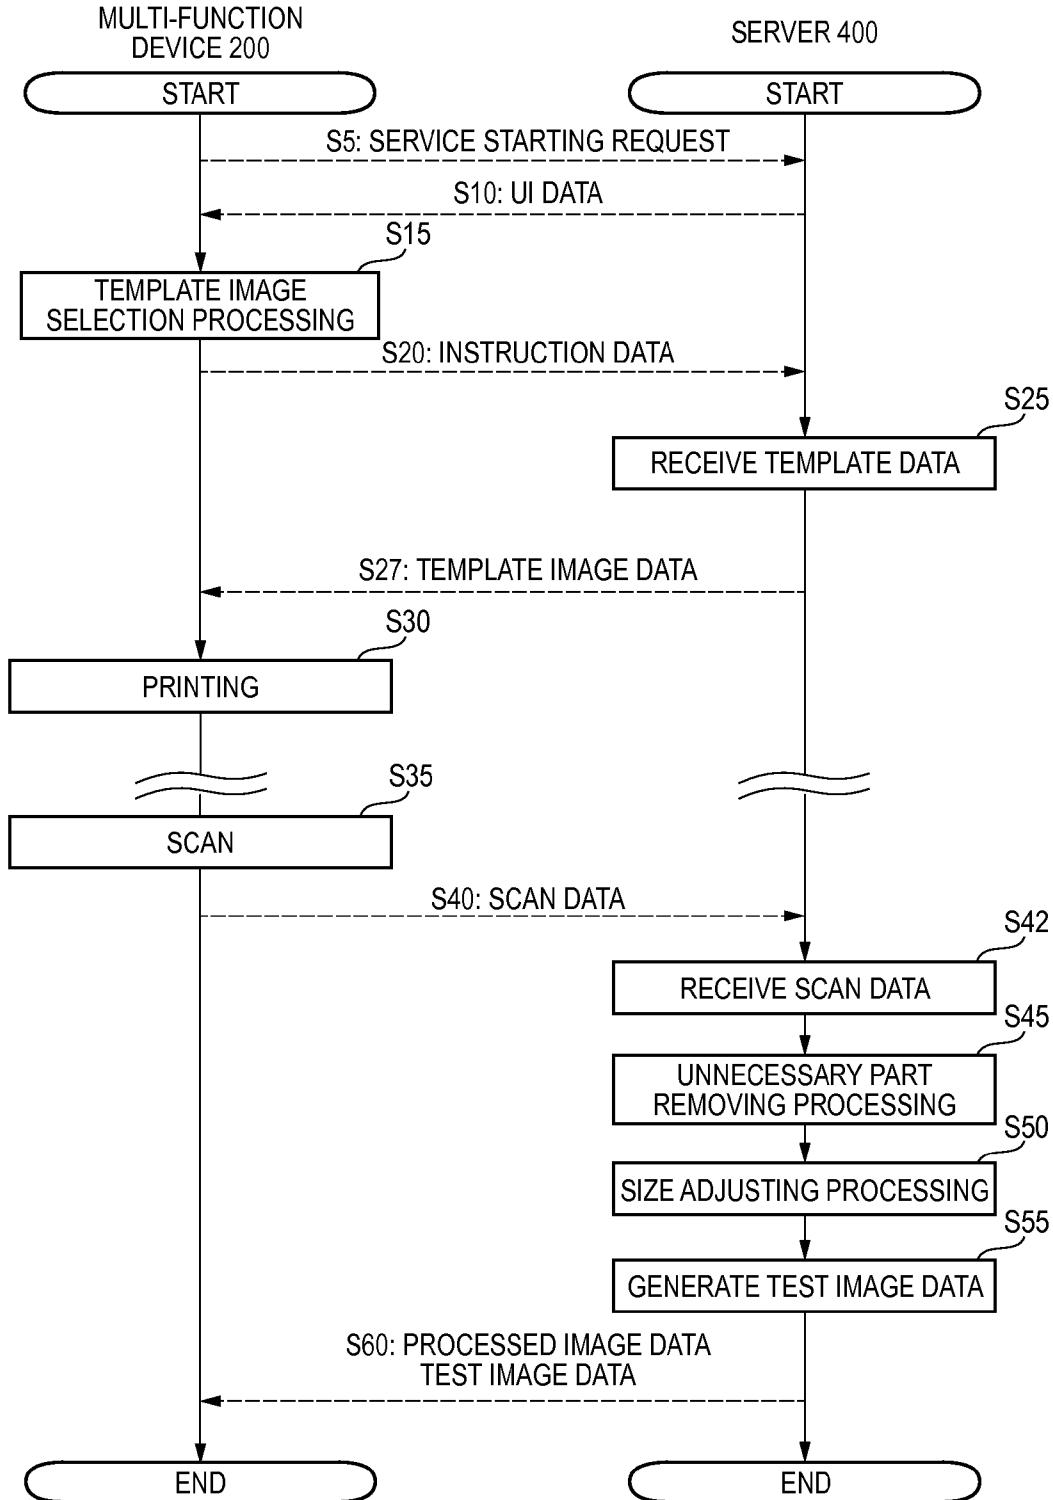 MULTI-FUNCTION
DEVICE 200
SERVER 400
START
START
S5: SERVICE STARTING REQUEST
S10: UI DATA
S15
TEMPLATE IMAGE
SELECTION PROCESSING
S20: INSTRUCTION DATA
S25
RECEIVE TEMPLATE DATA
S27: TEMPLATE IMAGE DATA
S30
PRINTING
S35
SCAN
S40: SCAN DATA
S42
RECEIVE SCAN DATA
S45
UNNECESSARY PART
REMOVING PROCESSING
S50
SIZE ADJUSTING PROCESSING
S55
GENERATE TEST IMAGE DATA
S60: PROCESSED IMAGE DATA
TEST IMAGE DATA
END
END